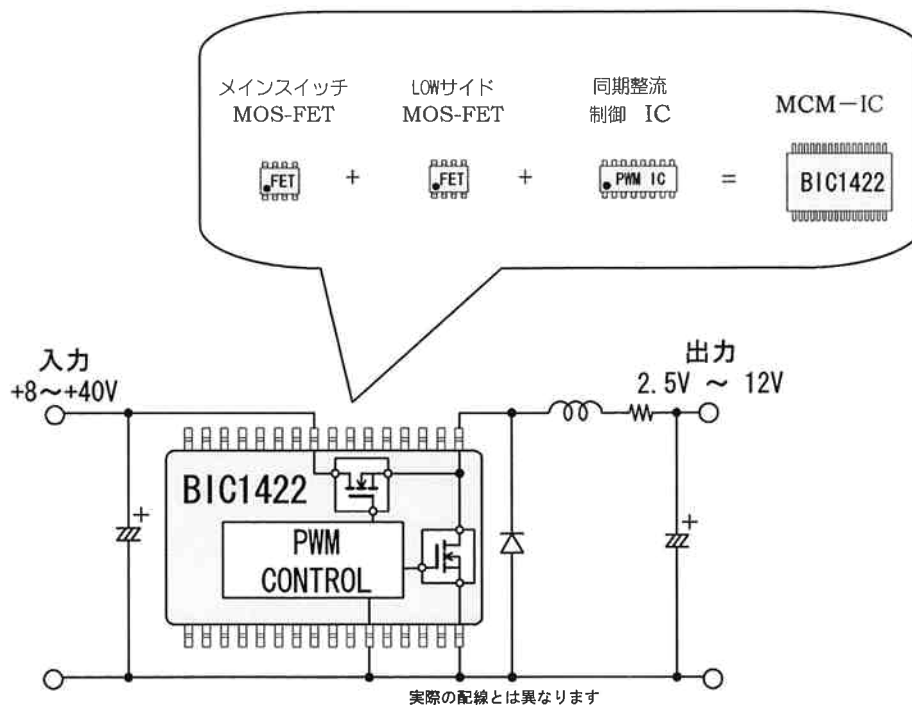 メインスイッチ
MOS-FET
LOWサイド
MOS-FET
同期整流
制御 IC
MCM-IC
FET
+
FET
+
PWM IC
=
BIC1422
入力
+8~+40V
出力
2.5V ~ 12V
BIC1422
PWM
CONTROL
+
+
実際の配線とは異なります